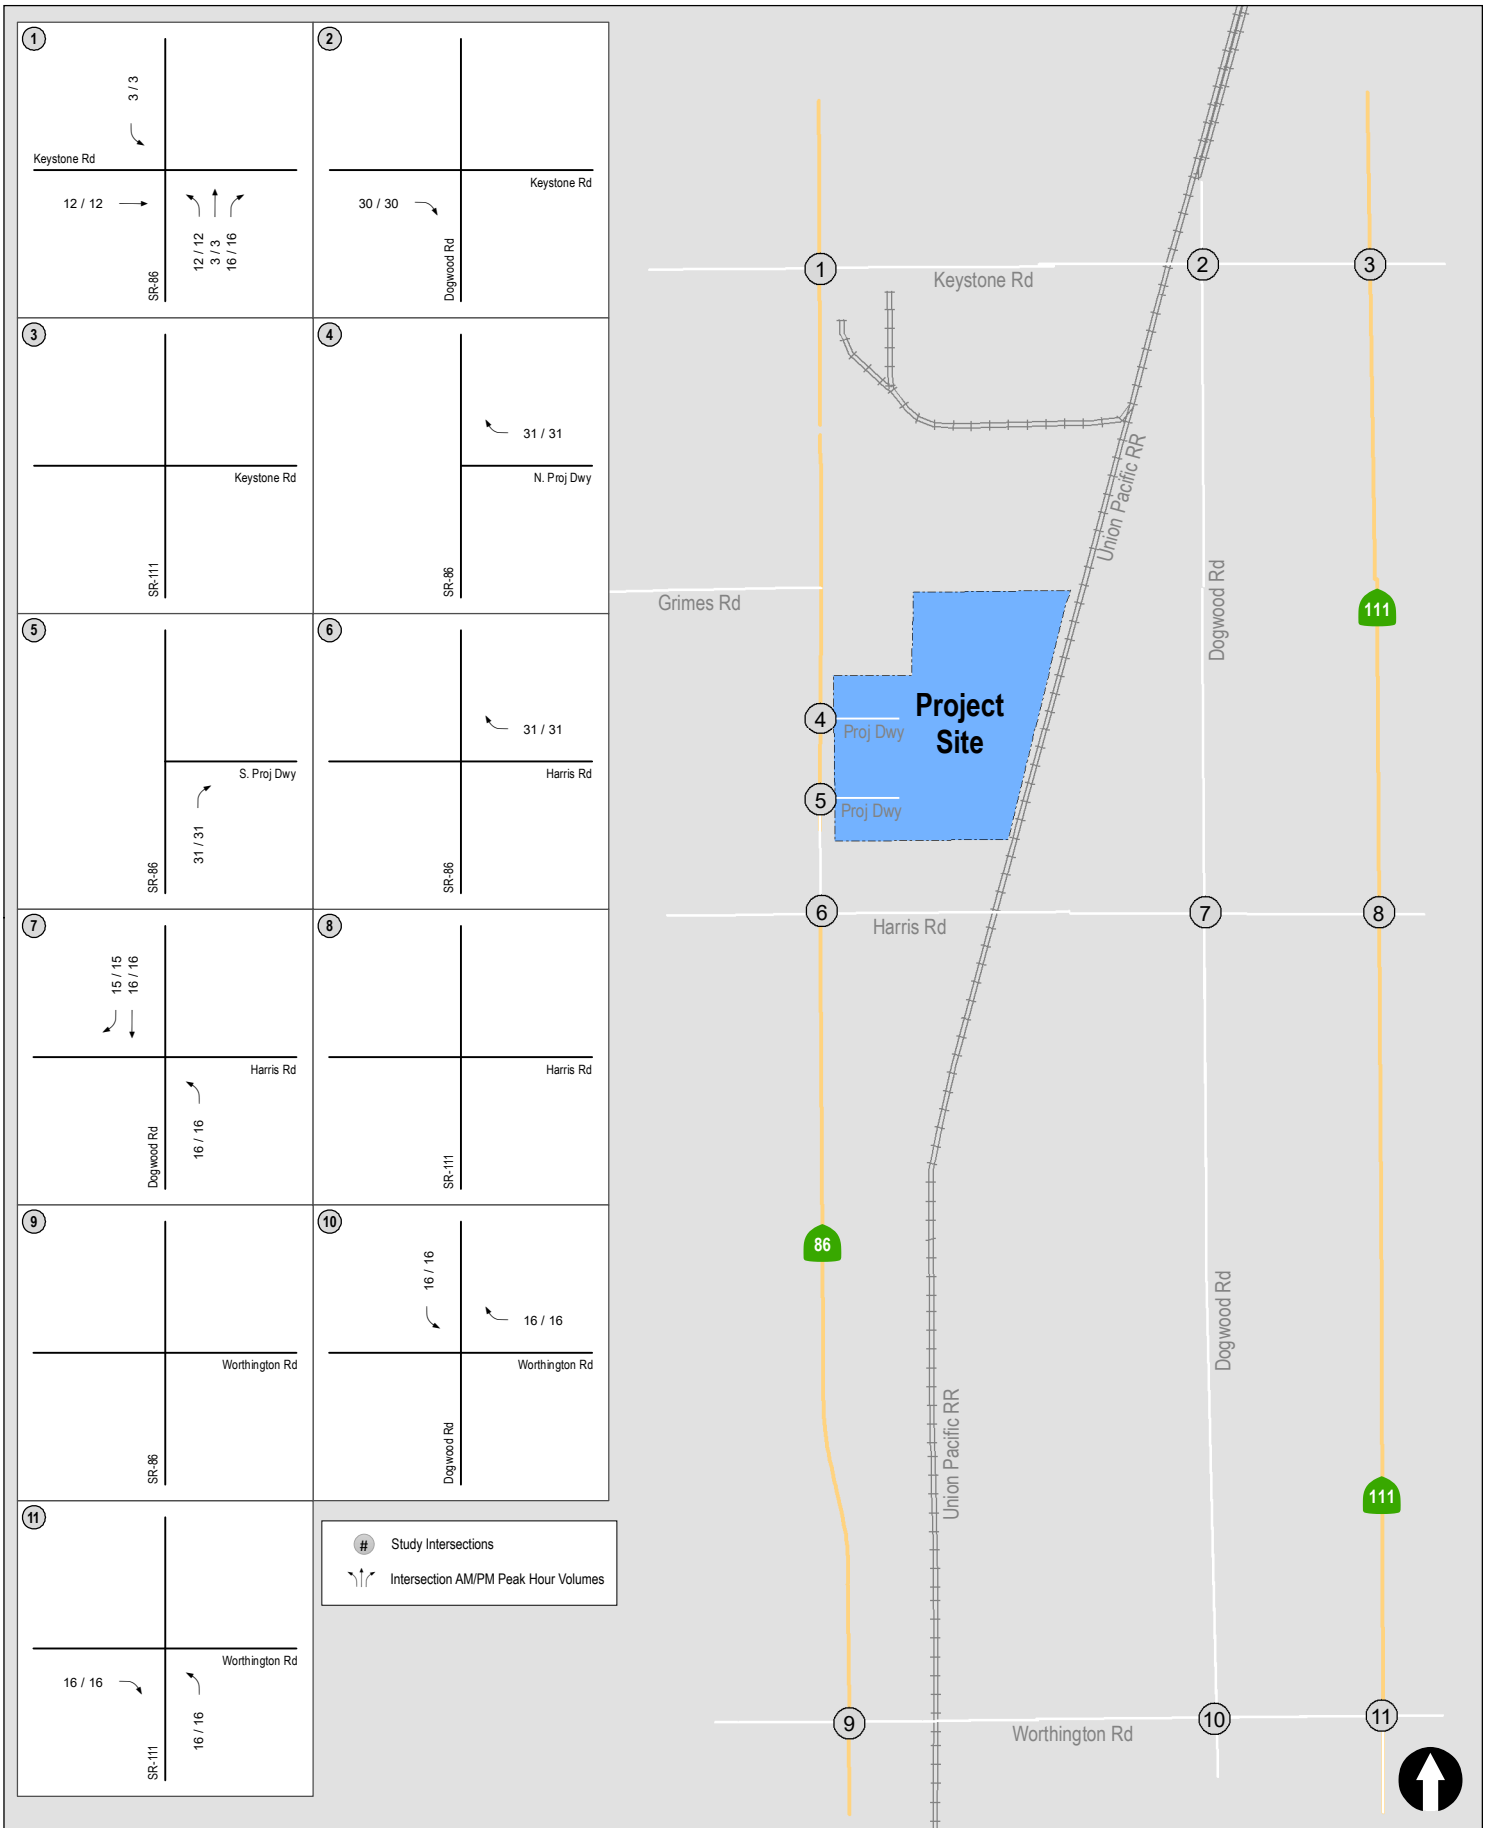 1
3 / 3
Keystone Rd
12 / 12
12 / 12
3 / 3
16 / 16
SR-86
2
Keystone Rd
30 / 30
Dogwood Rd
3
Keystone Rd
SR-111
4
31 / 31
N. Proj Dwy
SR-86
5
S. Proj Dwy
31 / 31
SR-86
6
31 / 31
Harris Rd
SR-86
7
15 / 15
16 / 16
Harris Rd
16 / 16
Dogwood Rd
8
Harris Rd
SR-111
9
Worthington Rd
SR-86
10
16 / 16
16 / 16
Worthington Rd
Dogwood Rd
11
Worthington Rd
16 / 16
16 / 16
SR-111
# Study Intersections
Intersection AM/PM Peak Hour Volumes
1
2
3
Keystone Rd
Union Pacific RR
Grimes Rd
Dogwood Rd
111
Project
Site
4
Proj Dwy
5
Proj Dwy
6
7
8
Harris Rd
86
Dogwood Rd
Union Pacific RR
111
9
10
11
Worthington Rd